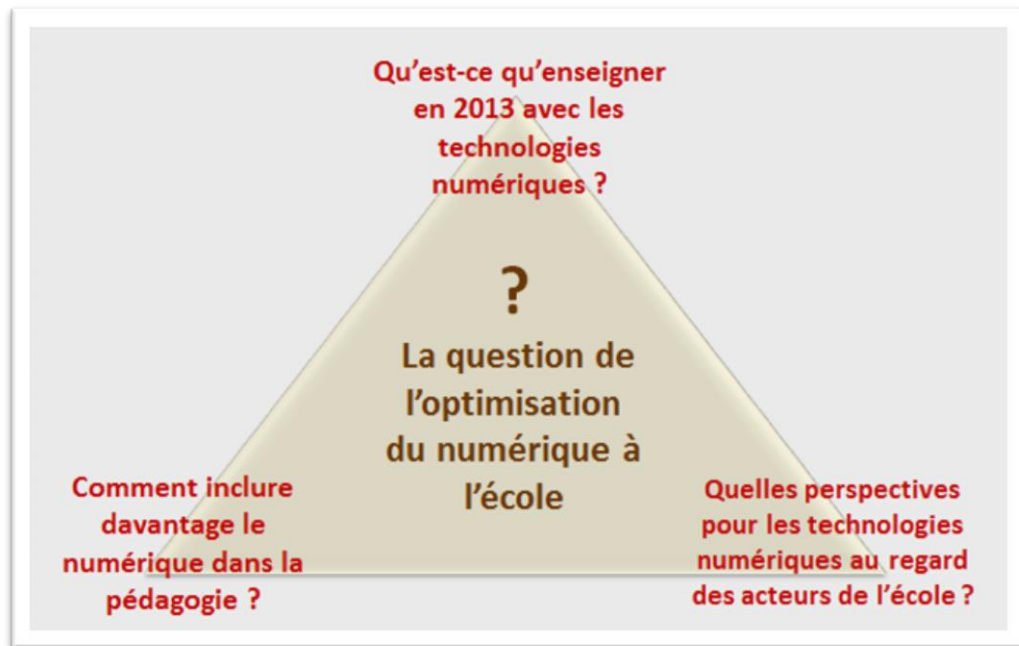 Qu’est-ce qu’enseigner
en 2013 avec les
technologies
numériques ?
?
La question de
l’optimisation
du numérique à
l’école
Comment inclure
davantage le
numérique dans la
pédagogie ?
Quelles perspectives
pour les technologies
numériques au regard
des acteurs de l’école ?